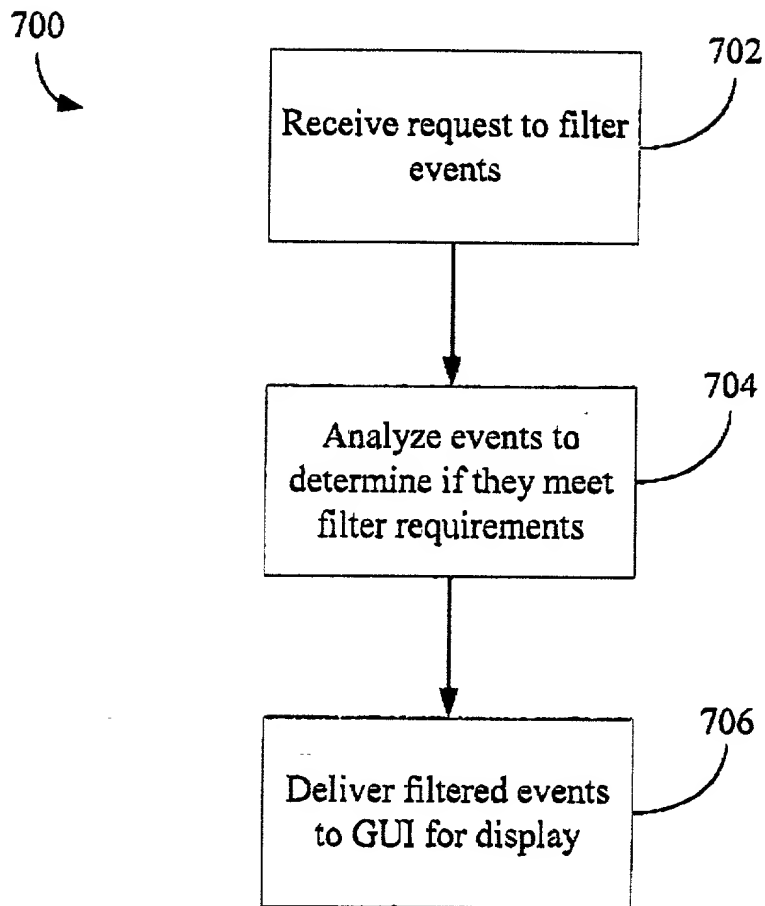 700
702
Receive request to filter
events
704
Analyze events to
determine if they meet
filter requirements
706
Deliver filtered events
to GUI for display